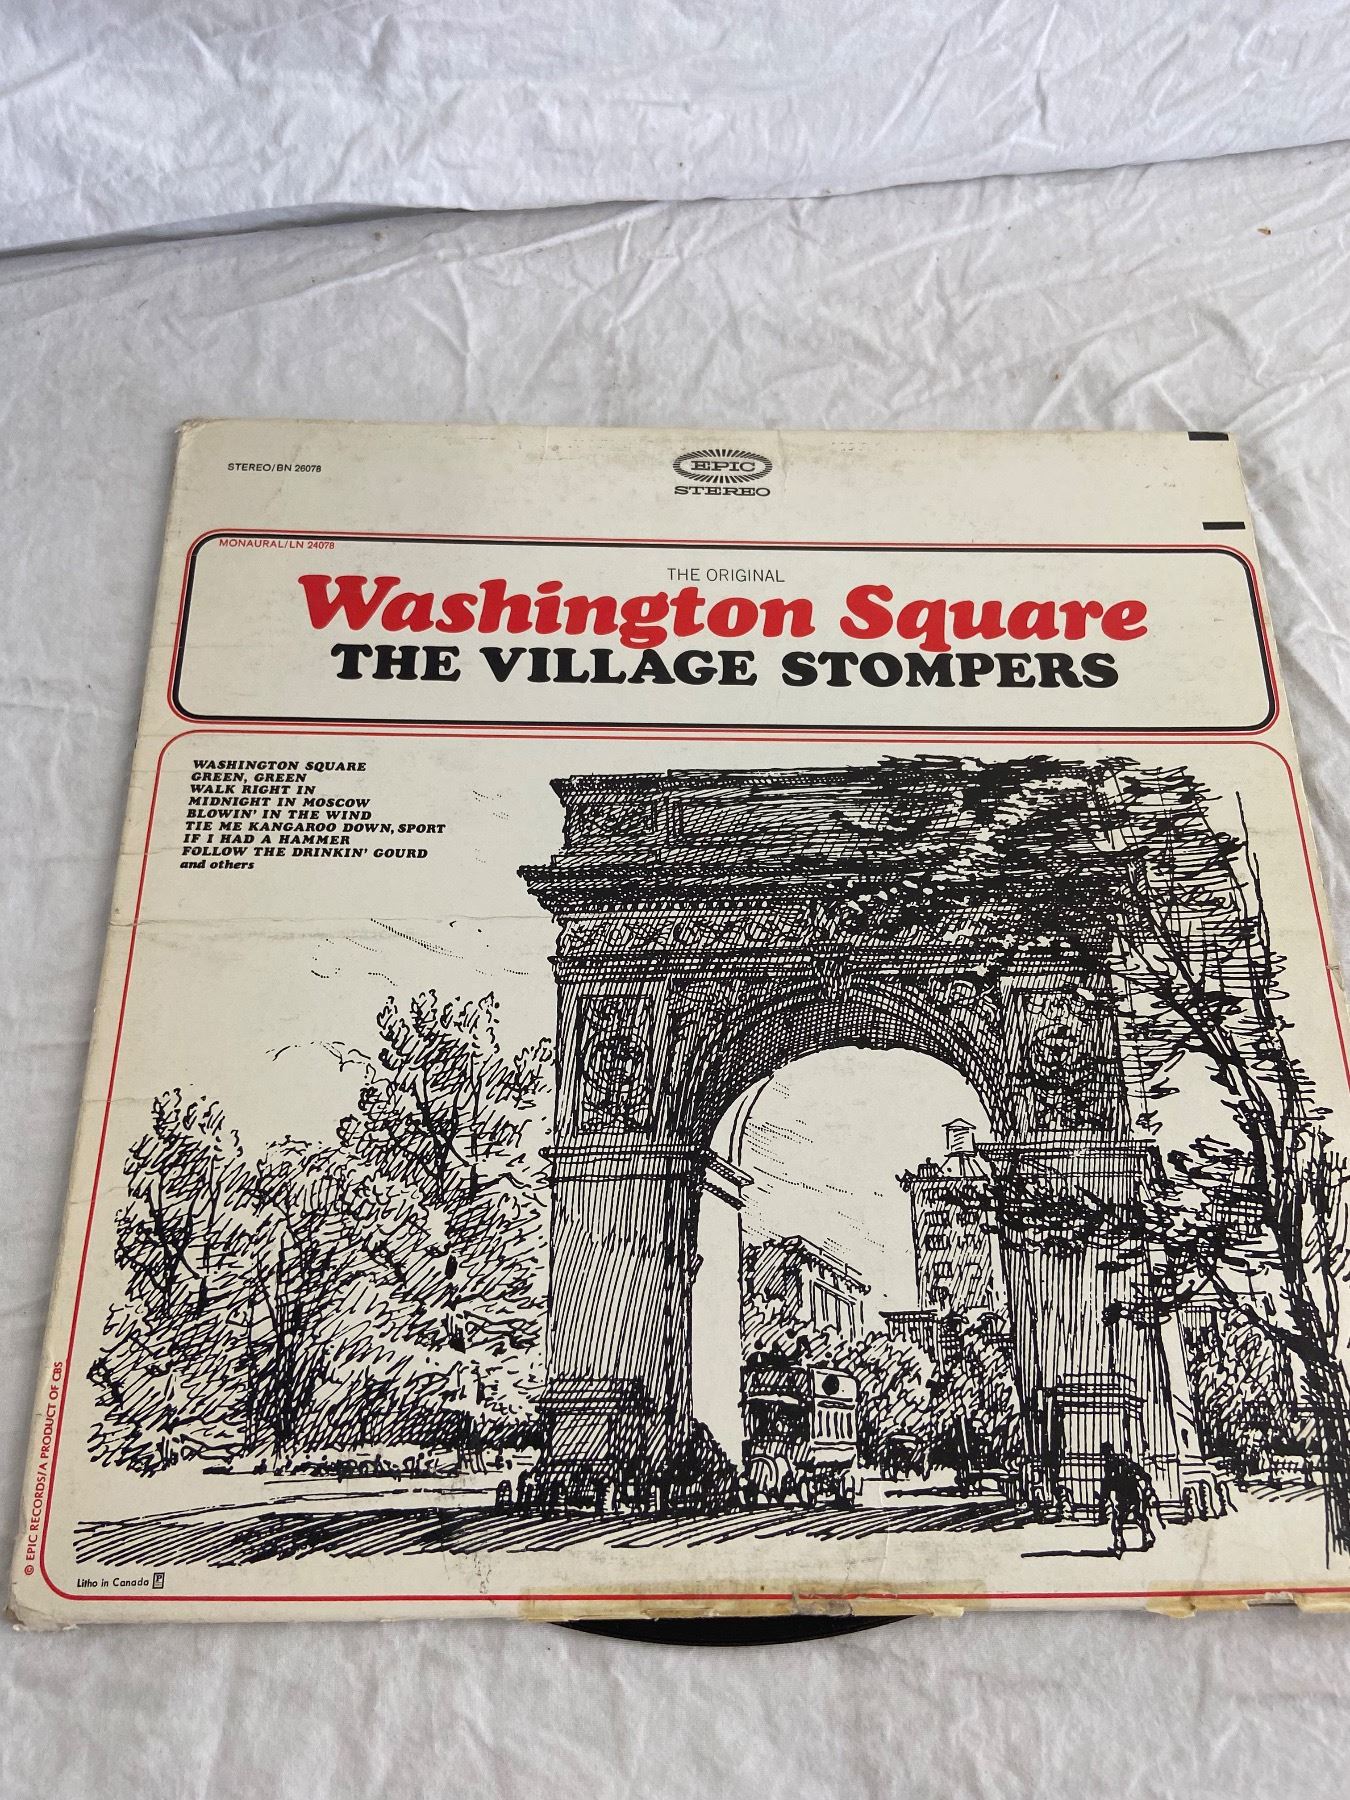 STEREO/BN 26078
EPIC
STEREO
MONAURAL/LN 24078
THE ORIGINAL
Washington Square
THE VILLAGE STOMPERS
WASHINGTON SQUARE
GREEN, GREEN
WALK RIGHT IN
MIDNIGHT IN MOSCOW
BLOWIN' IN THE WIND
TIE ME KANGAROO DOWN, SPORT
IF I HAD A HAMMER
FOLLOW THE DRINKIN' GOURD
and others
© EPIC RECORDS/A PRODUCT OF CBS
Litho in Canada P